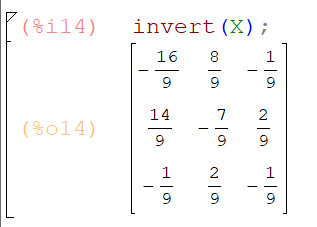 (%i14) invert(X);
(%o14)
-16/9 8/9 -1/9
14/9 -7/9 2/9
-1/9 2/9 -1/9